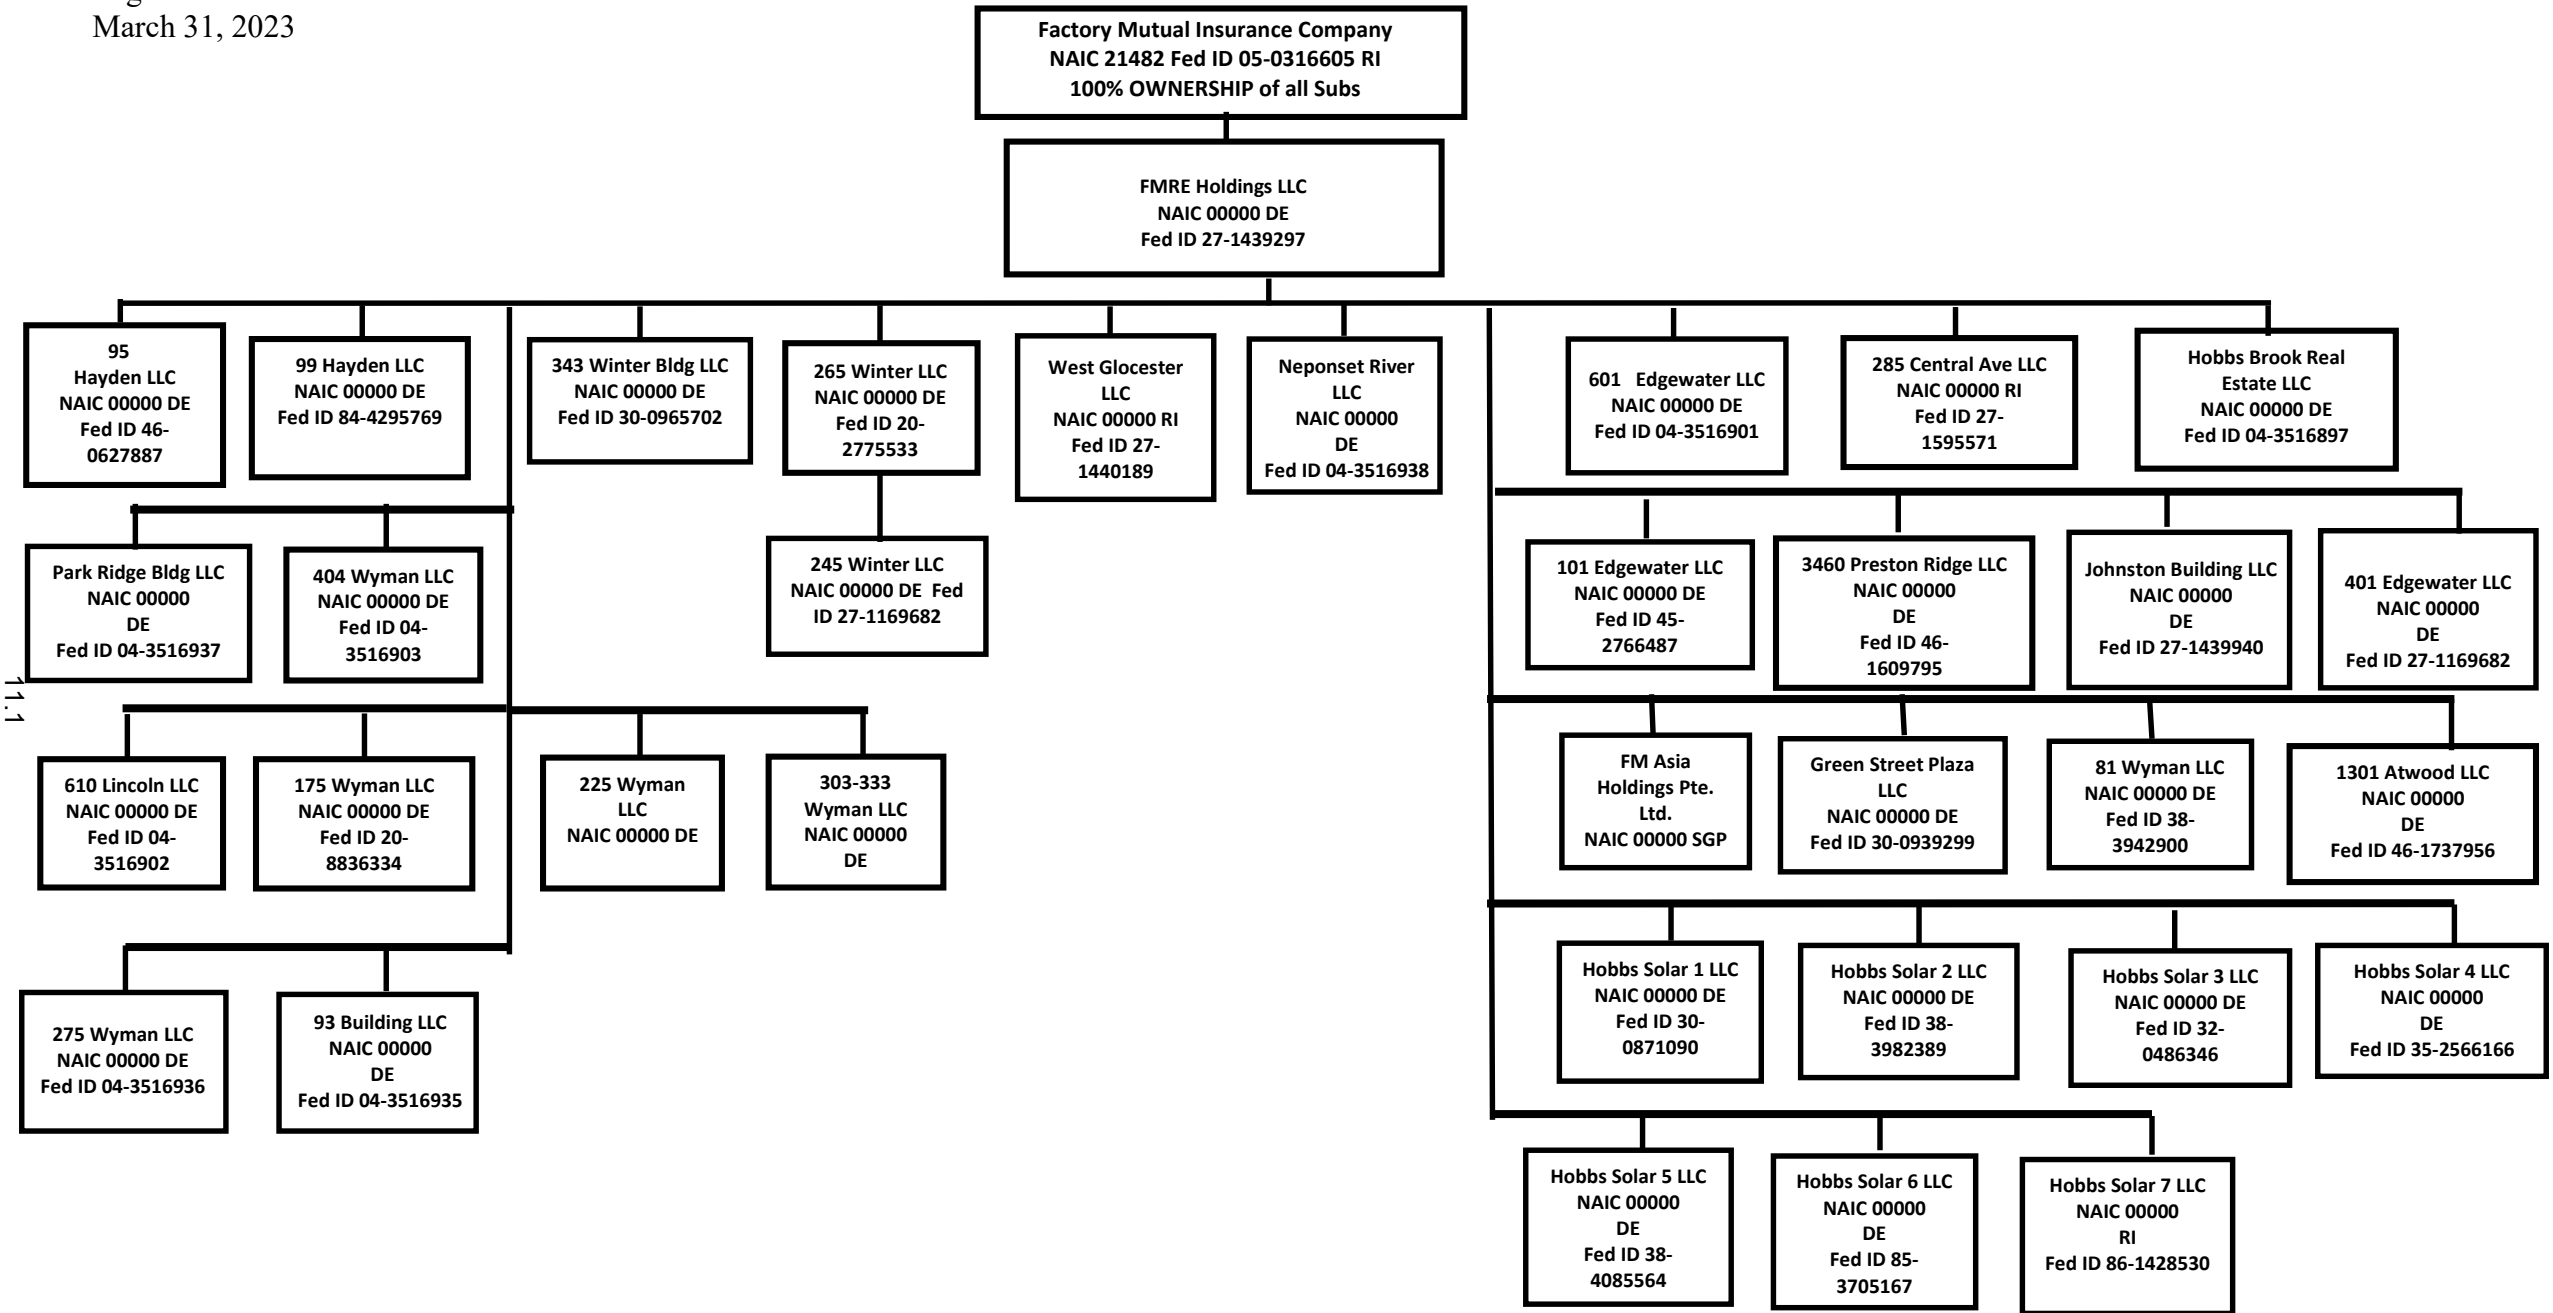 March 31, 2023
Factory Mutual Insurance Company
NAIC 21482 Fed ID 05-0316605 RI
100% OWNERSHIP of all Subs
FMRE Holdings LLC
NAIC 00000 DE
Fed ID 27-1439297
95
Hayden LLC
NAIC 00000 DE
Fed ID 46-
0627887
99 Hayden LLC
NAIC 00000 DE
Fed ID 84-4295769
343 Winter Bldg LLC
NAIC 00000 DE
Fed ID 30-0965702
265 Winter LLC
NAIC 00000 DE
Fed ID 20-
2775533
West Glocester
LLC
NAIC 00000 RI
Fed ID 27-
1440189
Neponset River
LLC
NAIC 00000
DE
Fed ID 04-3516938
601 Edgewater LLC
NAIC 00000 DE
Fed ID 04-3516901
285 Central Ave LLC
NAIC 00000 RI
Fed ID 27-
1595571
Hobbs Brook Real
Estate LLC
NAIC 00000 DE
Fed ID 04-3516897
Park Ridge Bldg LLC
NAIC 00000
DE
Fed ID 04-3516937
404 Wyman LLC
NAIC 00000 DE
Fed ID 04-
3516903
245 Winter LLC
NAIC 00000 DE Fed
ID 27-1169682
101 Edgewater LLC
NAIC 00000 DE
Fed ID 45-
2766487
3460 Preston Ridge LLC
NAIC 00000
DE
Fed ID 46-
1609795
Johnston Building LLC
NAIC 00000
DE
Fed ID 27-1439940
401 Edgewater LLC
NAIC 00000
DE
Fed ID 27-1169682
11.1
610 Lincoln LLC
NAIC 00000 DE
Fed ID 04-
3516902
175 Wyman LLC
NAIC 00000 DE
Fed ID 20-
8836334
225 Wyman
LLC
NAIC 00000 DE
303-333
Wyman LLC
NAIC 00000
DE
FM Asia
Holdings Pte.
Ltd.
NAIC 00000 SGP
Green Street Plaza
LLC
NAIC 00000 DE
Fed ID 30-0939299
81 Wyman LLC
NAIC 00000 DE
Fed ID 38-
3942900
1301 Atwood LLC
NAIC 00000
DE
Fed ID 46-1737956
275 Wyman LLC
NAIC 00000 DE
Fed ID 04-3516936
93 Building LLC
NAIC 00000
DE
Fed ID 04-3516935
Hobbs Solar 1 LLC
NAIC 00000 DE
Fed ID 30-
0871090
Hobbs Solar 2 LLC
NAIC 00000 DE
Fed ID 38-
3982389
Hobbs Solar 3 LLC
NAIC 00000 DE
Fed ID 32-
0486346
Hobbs Solar 4 LLC
NAIC 00000
DE
Fed ID 35-2566166
Hobbs Solar 5 LLC
NAIC 00000
DE
Fed ID 38-
4085564
Hobbs Solar 6 LLC
NAIC 00000
DE
Fed ID 85-
3705167
Hobbs Solar 7 LLC
NAIC 00000
RI
Fed ID 86-1428530